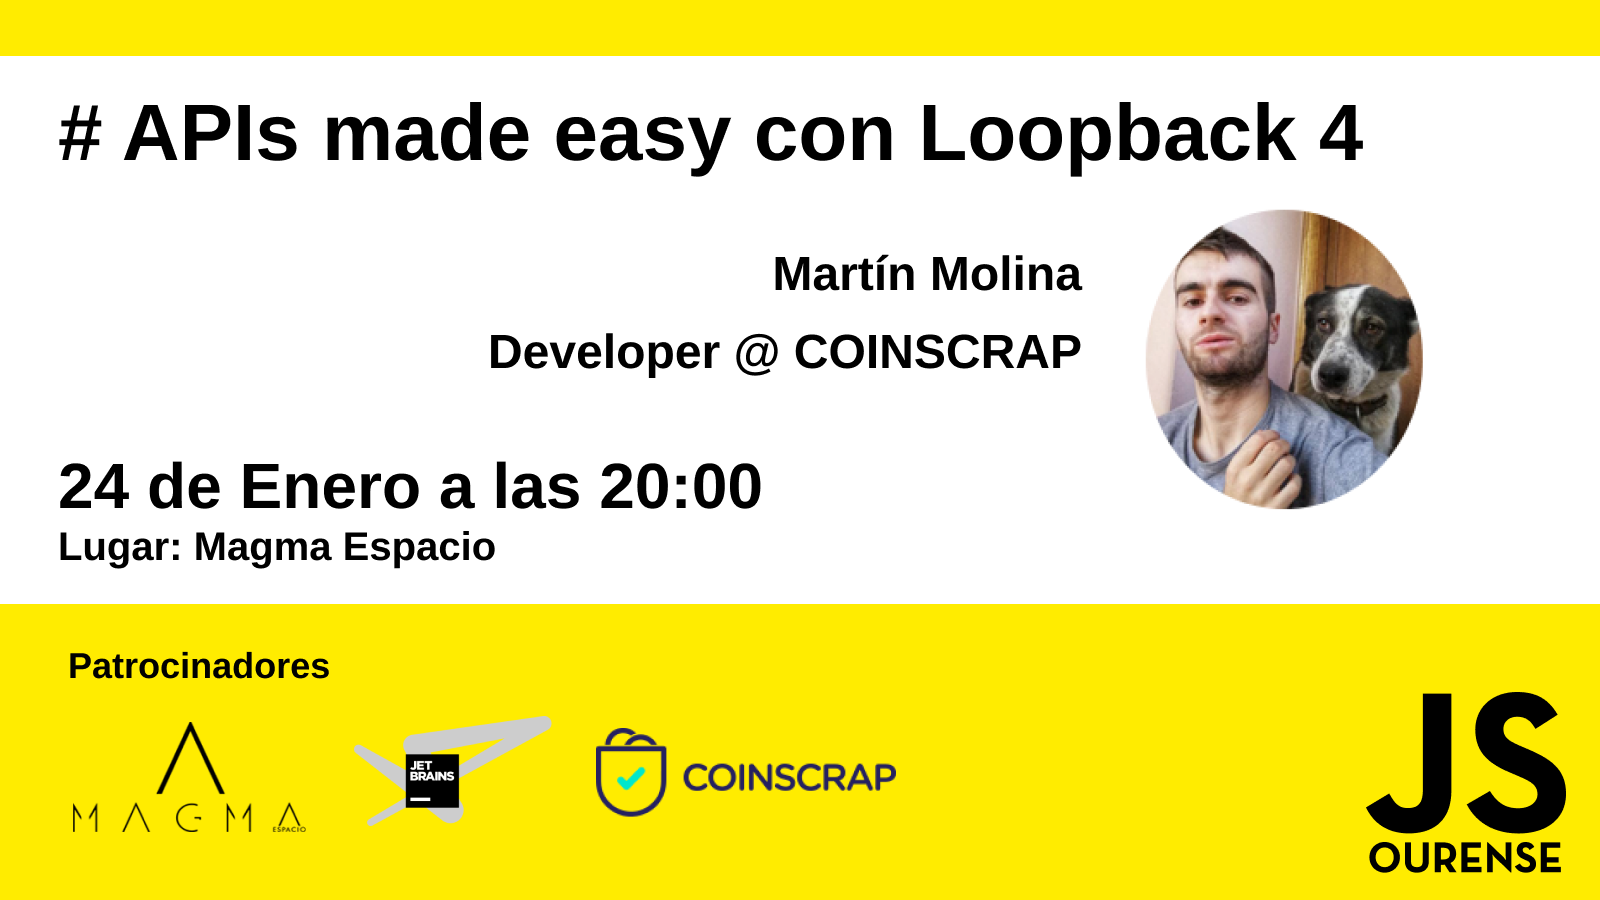 # APIs made easy con Loopback 4
Martín Molina
Developer @ COINSCRAP
24 de Enero a las 20:00
Lugar: Magma Espacio
Patrocinadores
MAGMA
ESPACIO
JET
BRAINS
COINSCRAP
JS
OURENSE